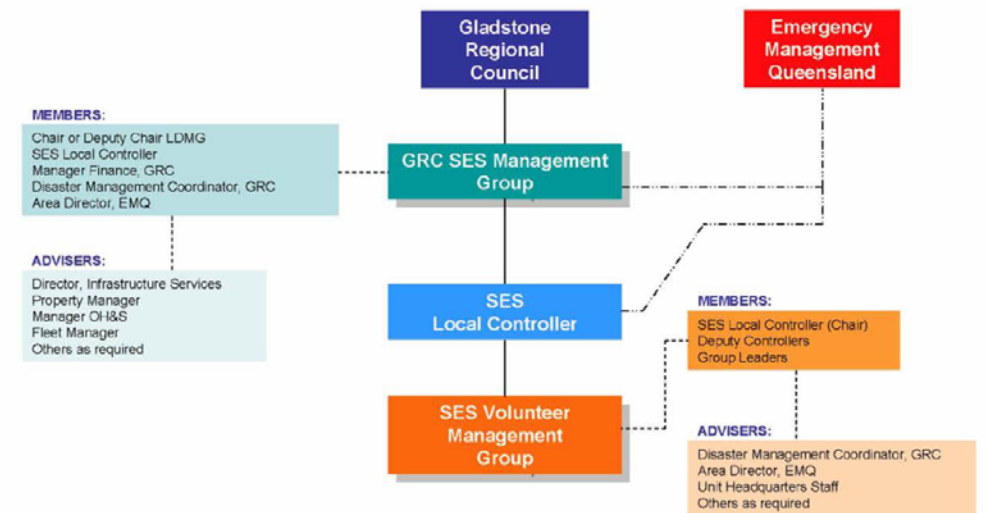 Gladstone
Regional
Council
Emergency
Management
Queensland
MEMBERS:
Chair or Deputy Chair LDMG
SES Local Controller
Manager Finance, GRC
Disaster Management Coordinator, GRC
Area Director, EMQ
GRC SES Management
Group
ADVISERS:
Director, Infrastructure Services
Property Manager
Manager OH&S
Fleet Manager
Others as required
SES
Local Controller
MEMBERS:
SES Local Controller (Chair)
Deputy Controllers
Group Leaders
SES Volunteer
Management
Group
ADVISERS:
Disaster Management Coordinator, GRC
Area Director, EMQ
Unit Headquarters Staff
Others as required